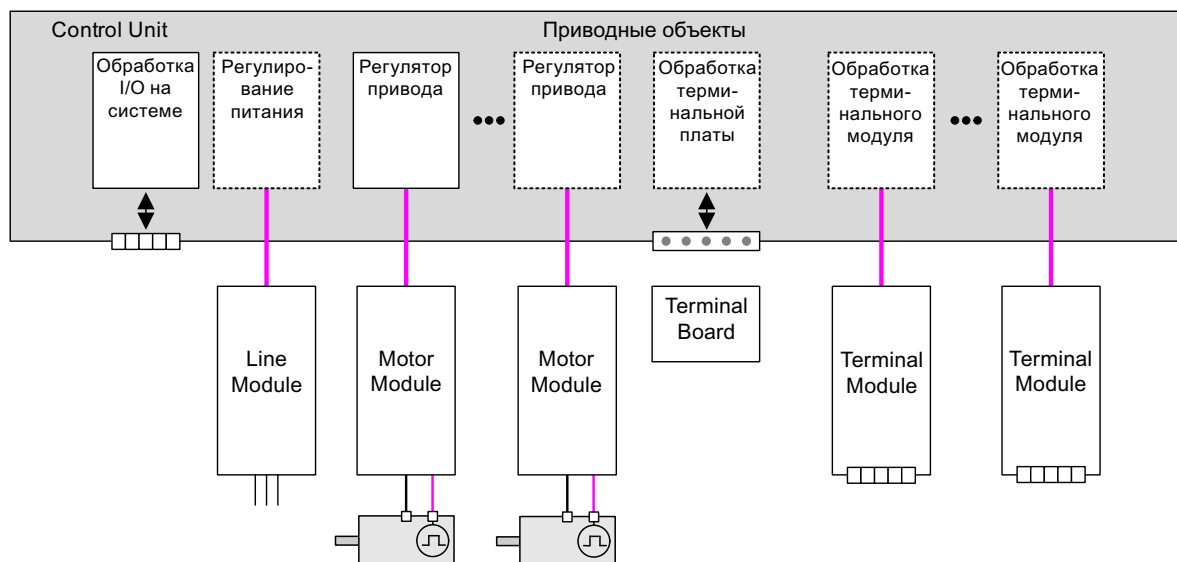 Control Unit
Приводные объекты
Обработка
I/O на
системе
Регулиро-
вание
питания
Регулятор
привода
Регулятор
привода
Обработка
терми-
нальной
платы
Обработка
терми-
нального
модуля
Обработка
терми-
нального
модуля
Line
Module
Motor
Module
Motor
Module
Terminal
Board
Terminal
Module
Terminal
Module